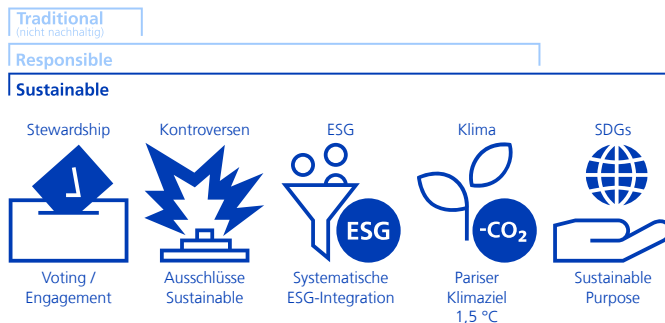 Traditional
(nicht nachhaltig)
Responsible
Sustainable
Stewardship
Kontroversen
ESG
Klima
SDGs
ESG
-CO₂
Voting /
Engagement
Ausschlüsse
Sustainable
Systematische
ESG-Integration
Pariser
Klimaziel
1,5 ºC
Sustainable
Purpose